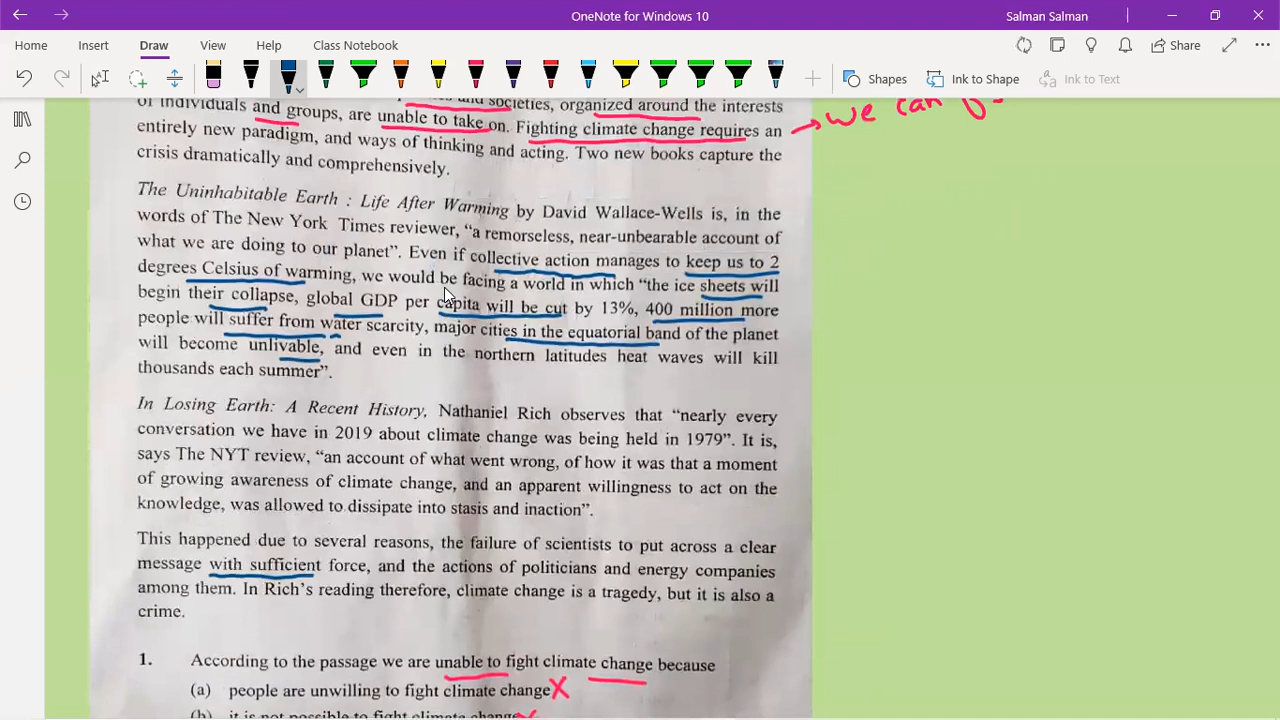 OneNote for Windows 10
Salman Salman
Home Insert Draw View Help Class Notebook
Share
Shapes
Ink to Shape
Ink to Text
of individuals and groups, are unable to take on. Fighting climate change requires an
societies, organized around the interests
we can
entirely new paradigm, and ways of thinking and acting. Two new books capture the
crisis dramatically and comprehensively.
The Uninhabitable Earth : Life After Warming by David Wallace-Wells is, in the
words of The New York Times reviewer, “a remorseless, near-unbearable account of
what we are doing to our planet”. Even if collective action manages to keep us to 2
degrees Celsius of warming, we would be facing a world in which “the ice sheets will
begin their collapse, global GDP per capita will be cut by 13%, 400 million more
people will suffer from water scarcity, major cities in the equatorial band of the planet
will become unlivable, and even in the northern latitudes heat waves will kill
thousands each summer”.
In Losing Earth: A Recent History, Nathaniel Rich observes that “nearly every
conversation we have in 2019 about climate change was being held in 1979”. It is,
says The NYT review, “an account of what went wrong, of how it was that a moment
of growing awareness of climate change, and an apparent willingness to act on the
knowledge, was allowed to dissipate into stasis and inaction”.
This happened due to several reasons, the failure of scientists to put across a clear
message with sufficient force, and the actions of politicians and energy companies
among them. In Rich’s reading therefore, climate change is a tragedy, but it is also a
crime.
1. According to the passage we are unable to fight climate change because
(a) people are unwilling to fight climate change X
(b) it is not possible to fight climate change